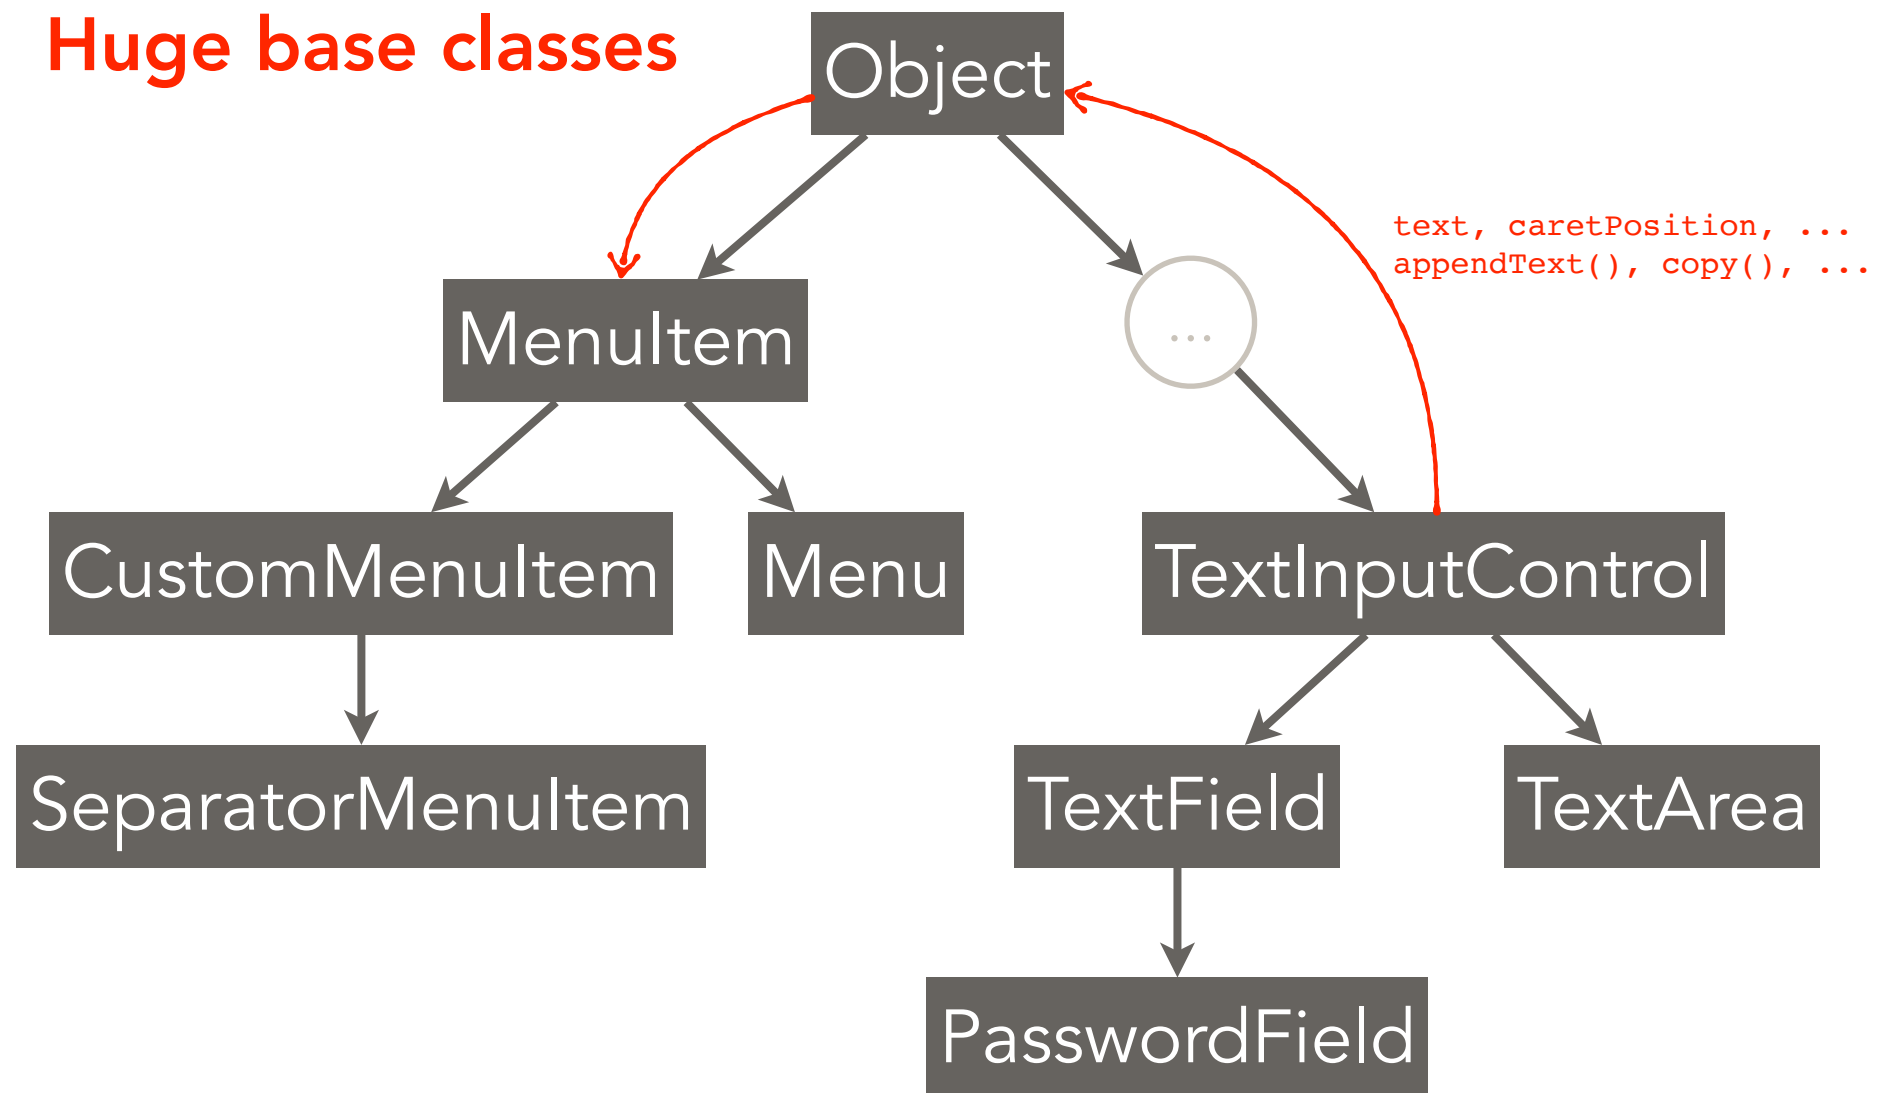 Huge base classes
Object
text, caretPosition, ...
appendText(), copy(), ...
MenuItem
...
CustomMenuItem
Menu
TextInputControl
SeparatorMenuItem
TextField
TextArea
PasswordField